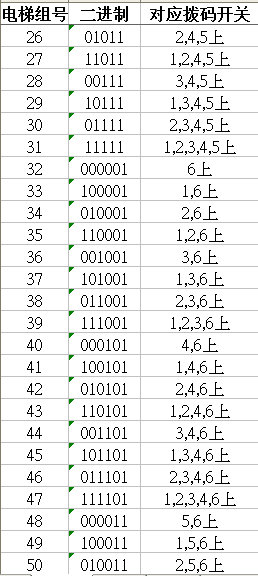 电梯组号 二进制 对应拨码开关
26 01011 2,4,5上
27 11011 1,2,4,5上
28 00111 3,4,5上
29 10111 1,3,4,5上
30 01111 2,3,4,5上
31 11111 1,2,3,4,5上
32 000001 6上
33 100001 1,6上
34 010001 2,6上
35 110001 1,2,6上
36 001001 3,6上
37 101001 1,3,6上
38 011001 2,3,6上
39 111001 1,2,3,6上
40 000101 4,6上
41 100101 1,4,6上
42 010101 2,4,6上
43 110101 1,2,4,6上
44 001101 3,4,6上
45 101101 1,3,4,6上
46 011101 2,3,4,6上
47 111101 1,2,3,4,6上
48 000011 5,6上
49 100011 1,5,6上
50 010011 2,5,6上